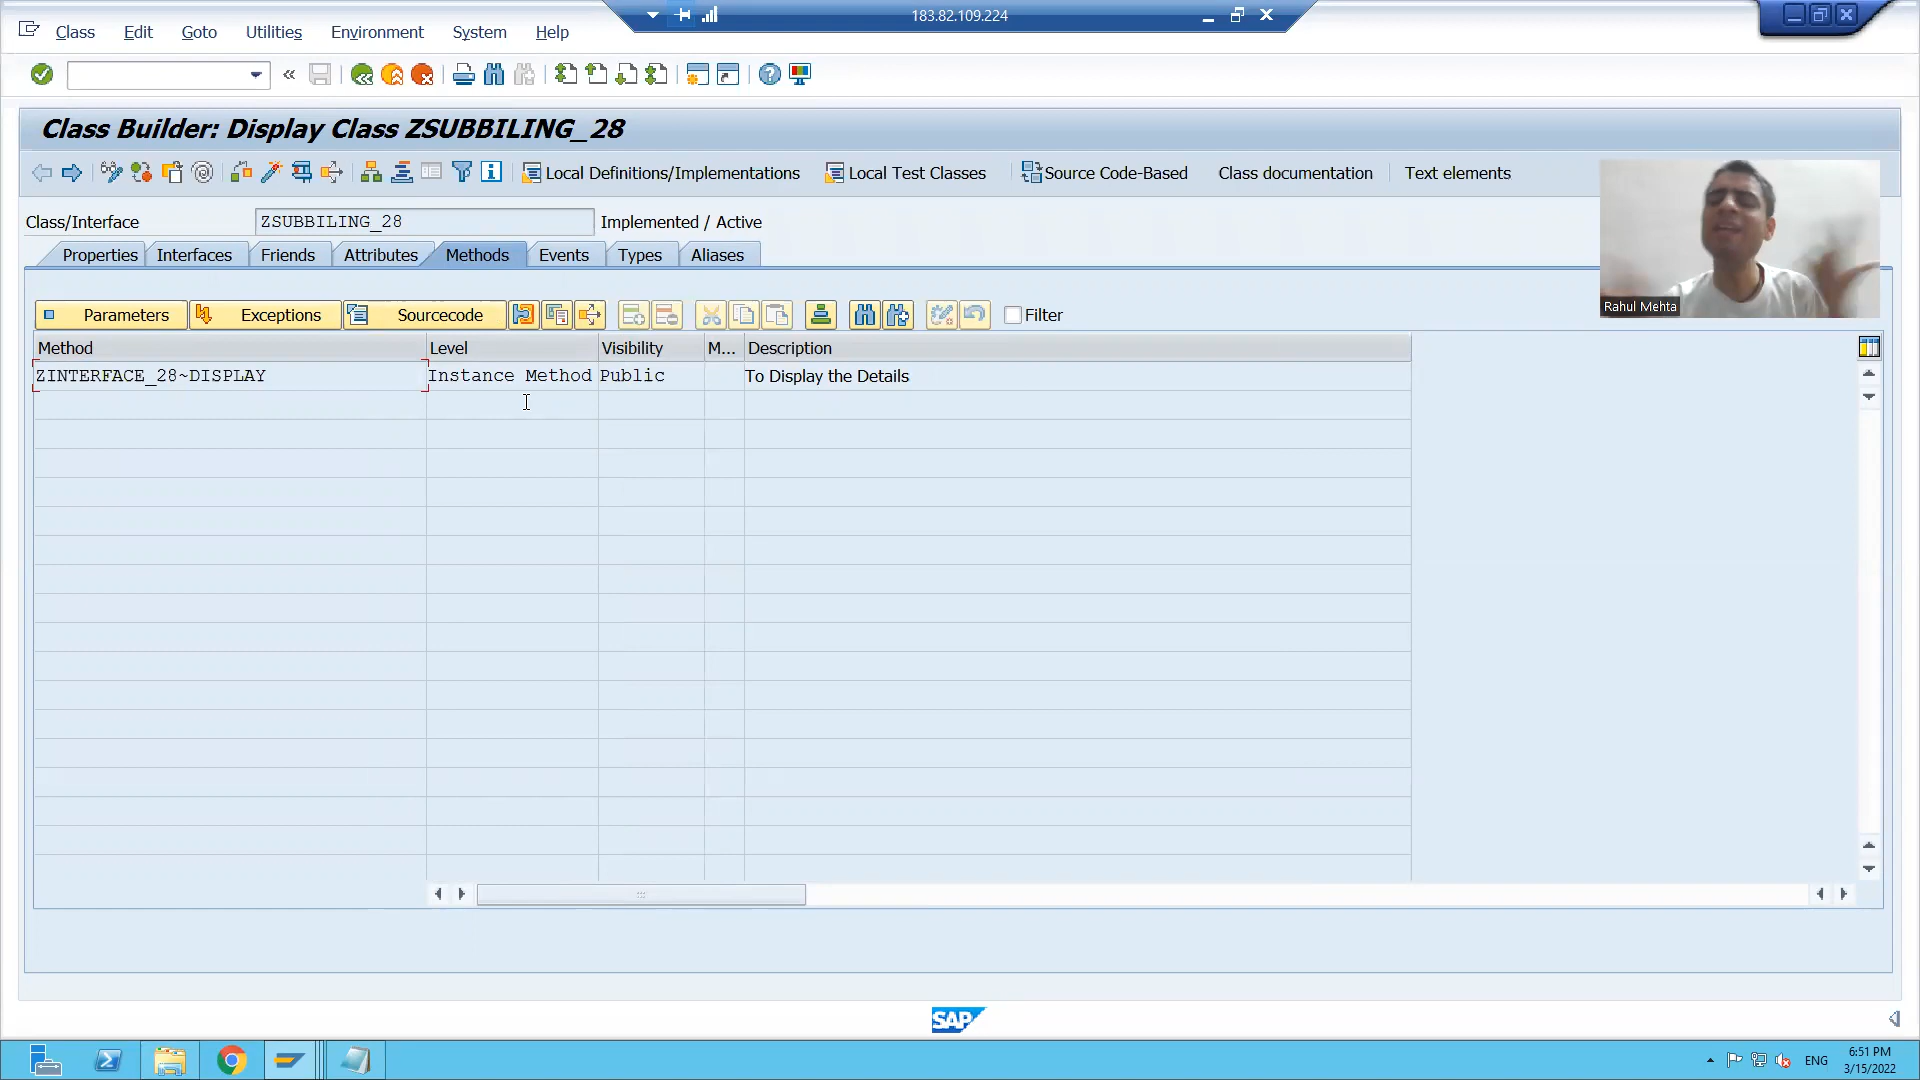 183.82.109.224
Class Edit Goto Utilities Environment System Help
Class Builder: Display Class ZSUBBILING_28
Local Definitions/Implementations Local Test Classes Source Code-Based Class documentation Text elements
Class/Interface ZSUBBILING_28 Implemented / Active
Properties Interfaces Friends Attributes Methods Events Types Aliases
Rahul Mehta
Parameters Exceptions Sourcecode Filter
Method Level Visibility M... Description
ZINTERFACE_28~DISPLAY Instance Method Public To Display the Details
SAP
ENG
6:51 PM
3/15/2022